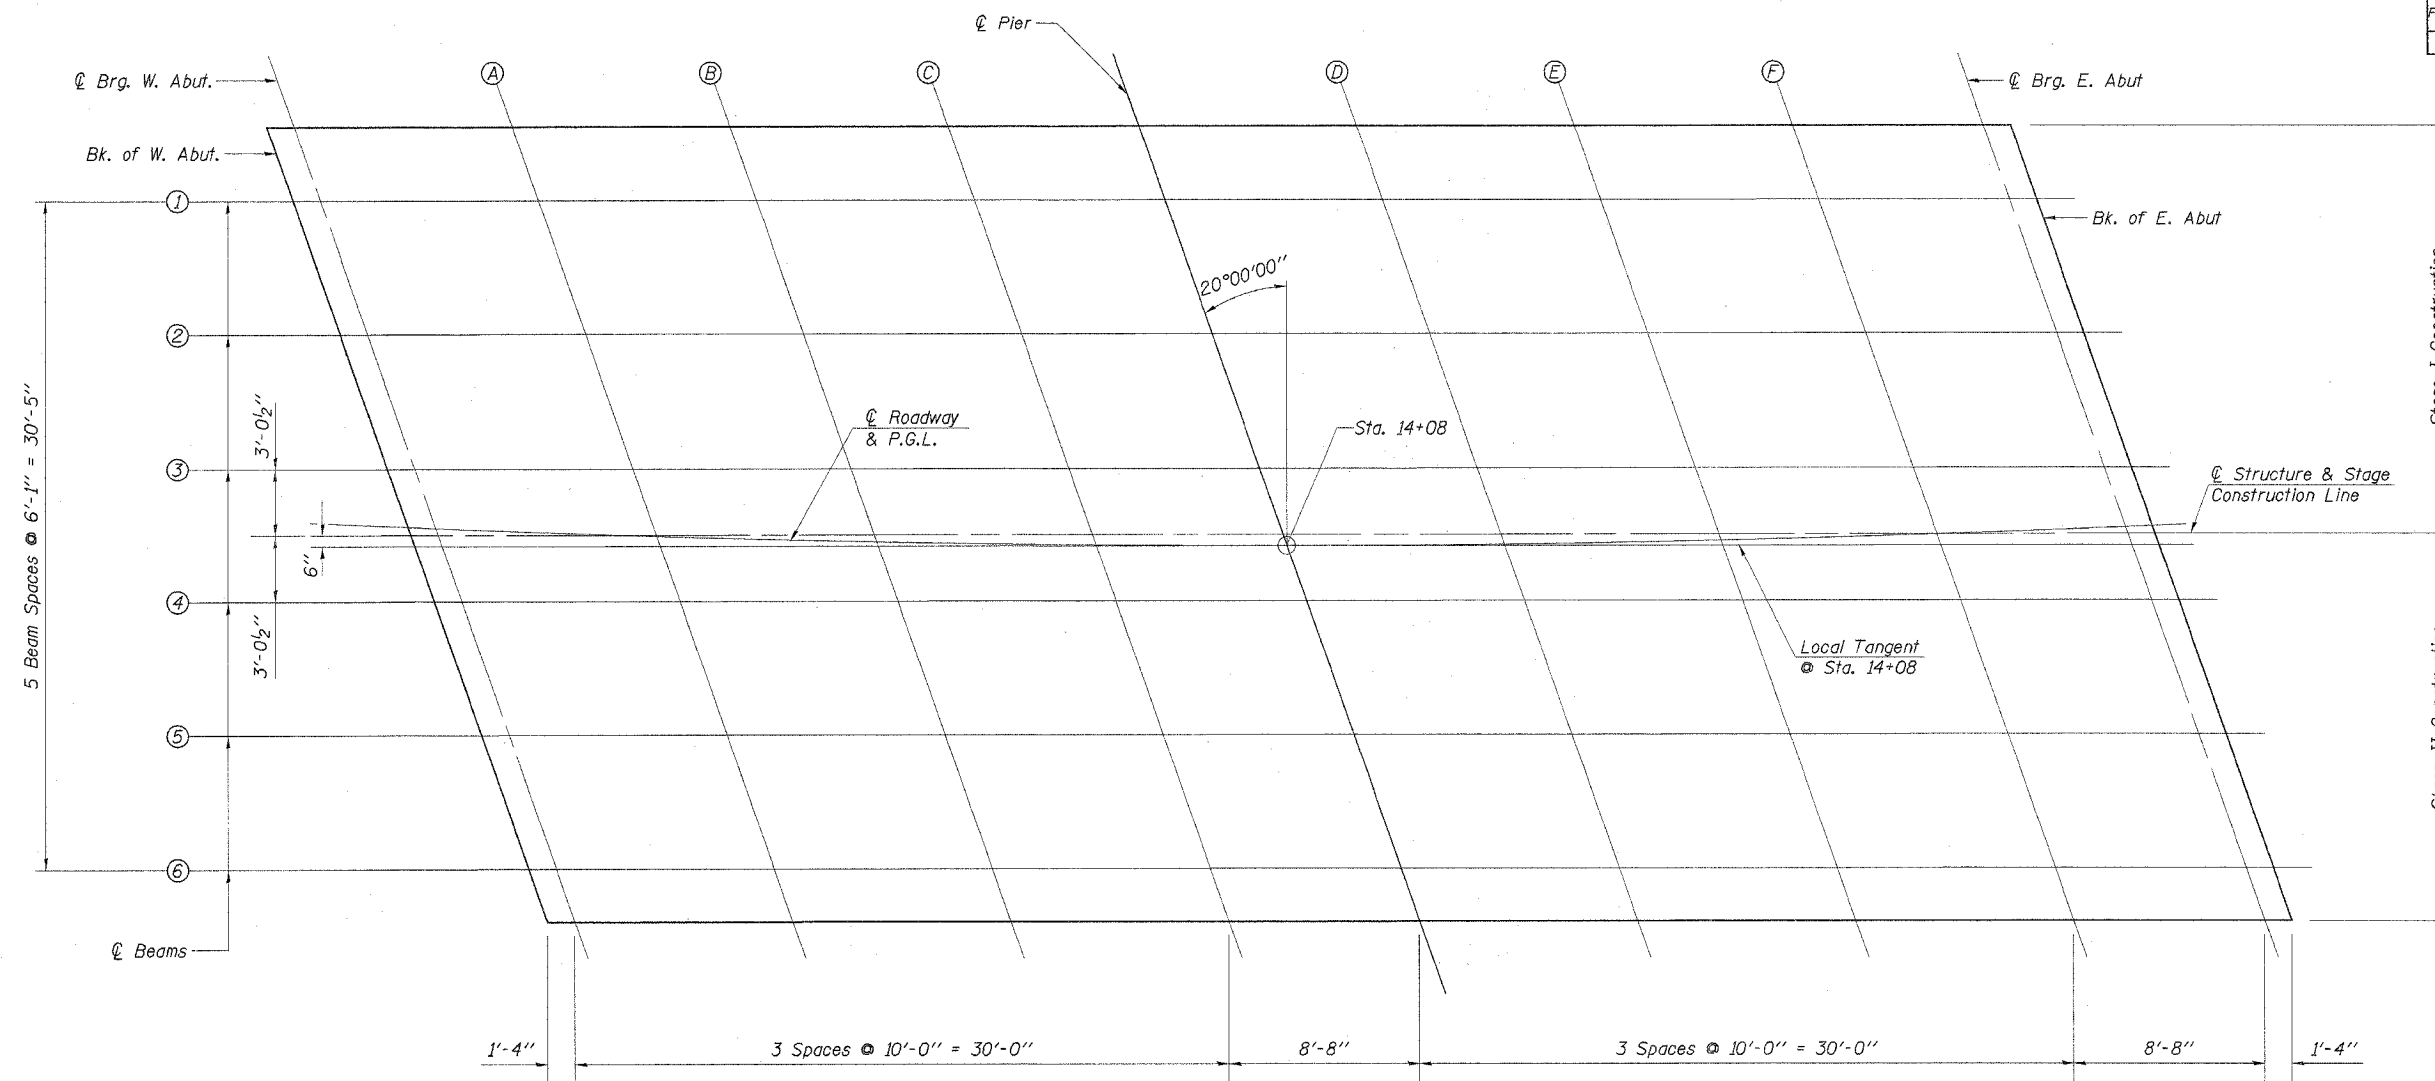 ℄ Pier
℄ Brg. W. Abut.
A
B
C
D
E
F
℄ Brg. E. Abut
Bk. of W. Abut.
1
Bk. of E. Abut
20°00'00"
2
5 Beam Spaces @ 6'-1" = 30'-5"
3'-0½"
℄ Roadway
& P.G.L.
Sta. 14+08
3
℄ Structure & Stage
Construction Line
6"
4
3'-0½"
Local Tangent
@ Sta. 14+08
5
6
℄ Beams
1'-4"
3 Spaces @ 10'-0" = 30'-0"
8'-8"
3 Spaces @ 10'-0" = 30'-0"
8'-8"
1'-4"